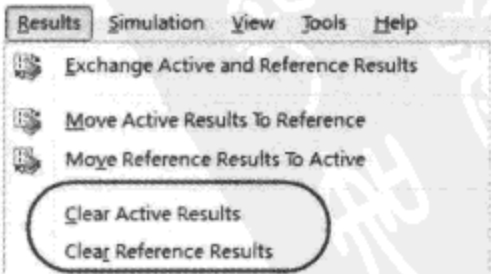 Results Simulation View Tools Help
Exchange Active and Reference Results
Move Active Results To Reference
Move Reference Results To Active
Clear Active Results
Clear Reference Results